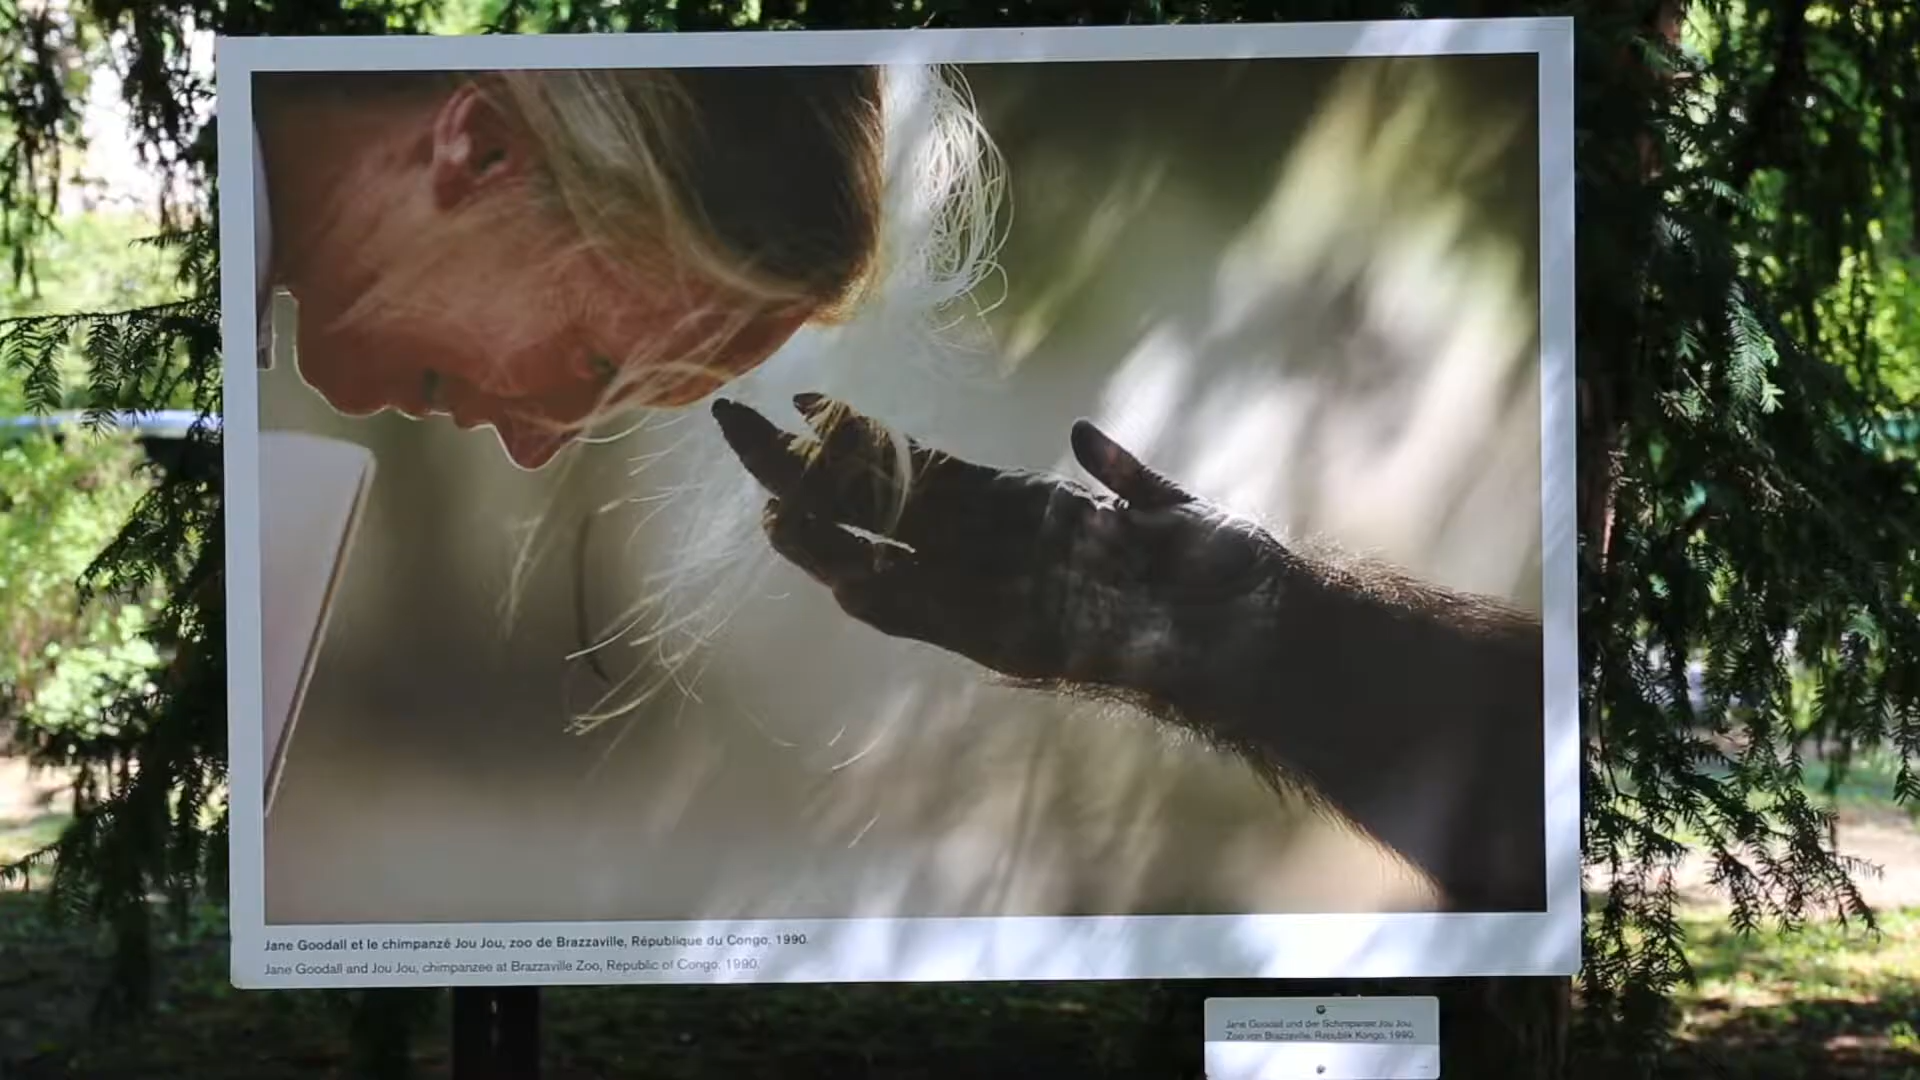 Jane Goodall et le chimpanzé Jou Jou, zoo de Brazzaville, République du Congo, 1990.
Jane Goodall and Jou Jou, chimpanzee at Brazzaville Zoo, Republic of Congo, 1990.
Jane Goodall und der Schimpanse Jou Jou,
Zoo von Brazzaville, Republik Kongo, 1990.